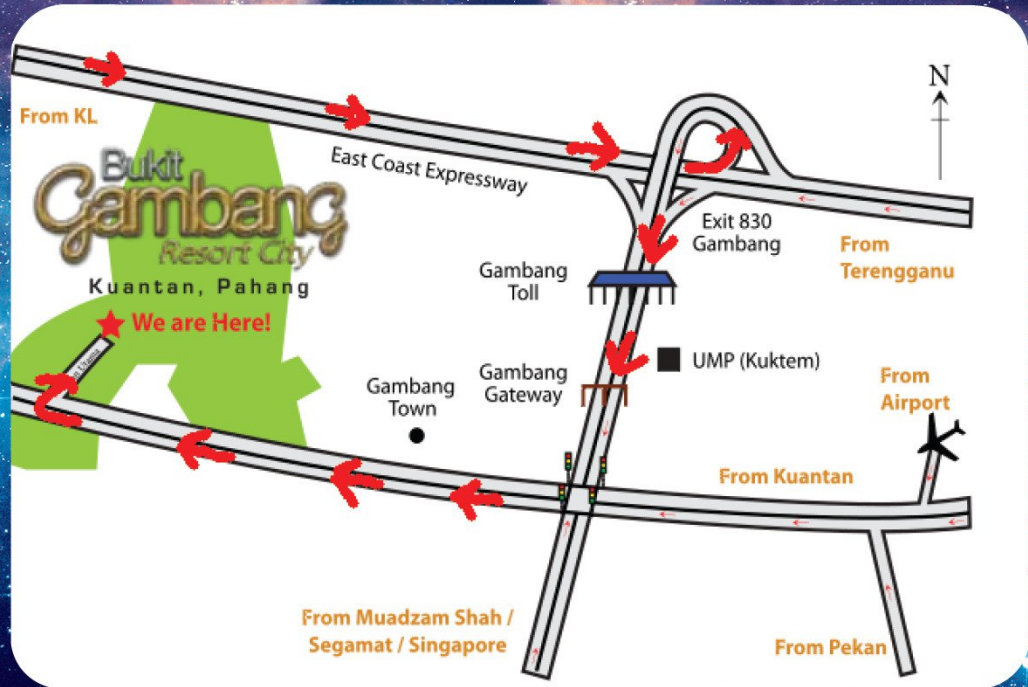 N
From KL
East Coast Expressway
Bukit
Gambang
Resort City
Kuantan, Pahang
We are Here!
Exit 830
Gambang
From
Terengganu
Gambang
Toll
UMP (Kuktem)
Gambang
Gateway
Gambang
Town
From
Airport
From Kuantan
From Muadzam Shah /
Segamat / Singapore
From Pekan
Utama